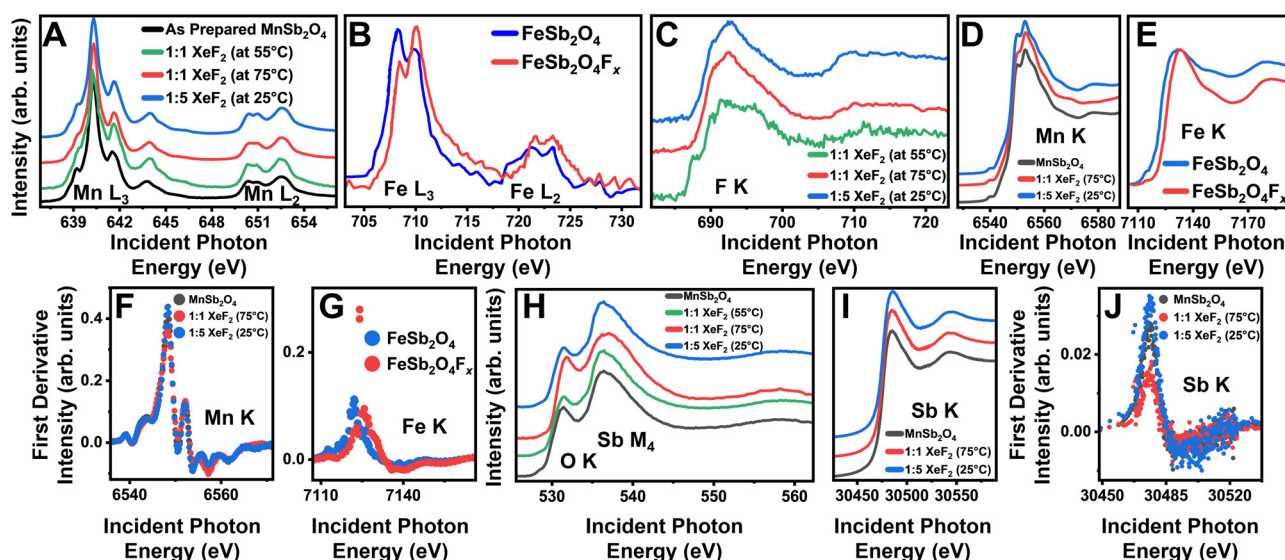 Intensity (arb. units)
A
As Prepared MnSb₂O₄
1:1 XeF₂ (at 55°C)
1:1 XeF₂ (at 75°C)
1:5 XeF₂ (at 25°C)
Mn L₃
Mn L₂
639 642 645 648 651 654
Incident Photon
Energy (eV)
B
FeSb₂O₄
FeSb₂O₄Fₓ
Fe L₃
Fe L₂
705 710 715 720 725 730
Incident Photon
Energy (eV)
C
F K
1:1 XeF₂ (at 55°C)
1:1 XeF₂ (at 75°C)
1:5 XeF₂ (at 25°C)
690 700 710 720
Incident Photon
Energy (eV)
D
Mn K
MnSb₂O₄
1:1 XeF₂ (75°C)
1:5 XeF₂ (25°C)
6540 6560 6580
Incident Photon
Energy (eV)
E
Fe K
FeSb₂O₄
FeSb₂O₄Fₓ
7110 7140 7170
Incident Photon
Energy (eV)
First Derivative
Intensity (arb. units)
F
MnSb₂O₄
1:1 XeF₂ (75°C)
1:5 XeF₂ (25°C)
Mn K
0.4
0.2
0.0
6540 6560
Incident Photon
Energy (eV)
G
FeSb₂O₄
FeSb₂O₄Fₓ
Fe K
0.2
0.0
7110 7140
Incident Photon
Energy (eV)
H
MnSb₂O₄
1:1 XeF₂ (55°C)
1:1 XeF₂ (75°C)
1:5 XeF₂ (25°C)
Sb M₄
O K
530 540 550 560
Incident Photon
Energy (eV)
I
Sb K
MnSb₂O₄
1:1 XeF₂ (75°C)
1:5 XeF₂ (25°C)
30450 30500 30550
Incident Photon
Energy (eV)
First Derivative
Intensity (arb. units)
J
MnSb₂O₄
1:1 XeF₂ (75°C)
1:5 XeF₂ (25°C)
Sb K
0.02
0.00
30450 30485 30520
Incident Photon
Energy (eV)